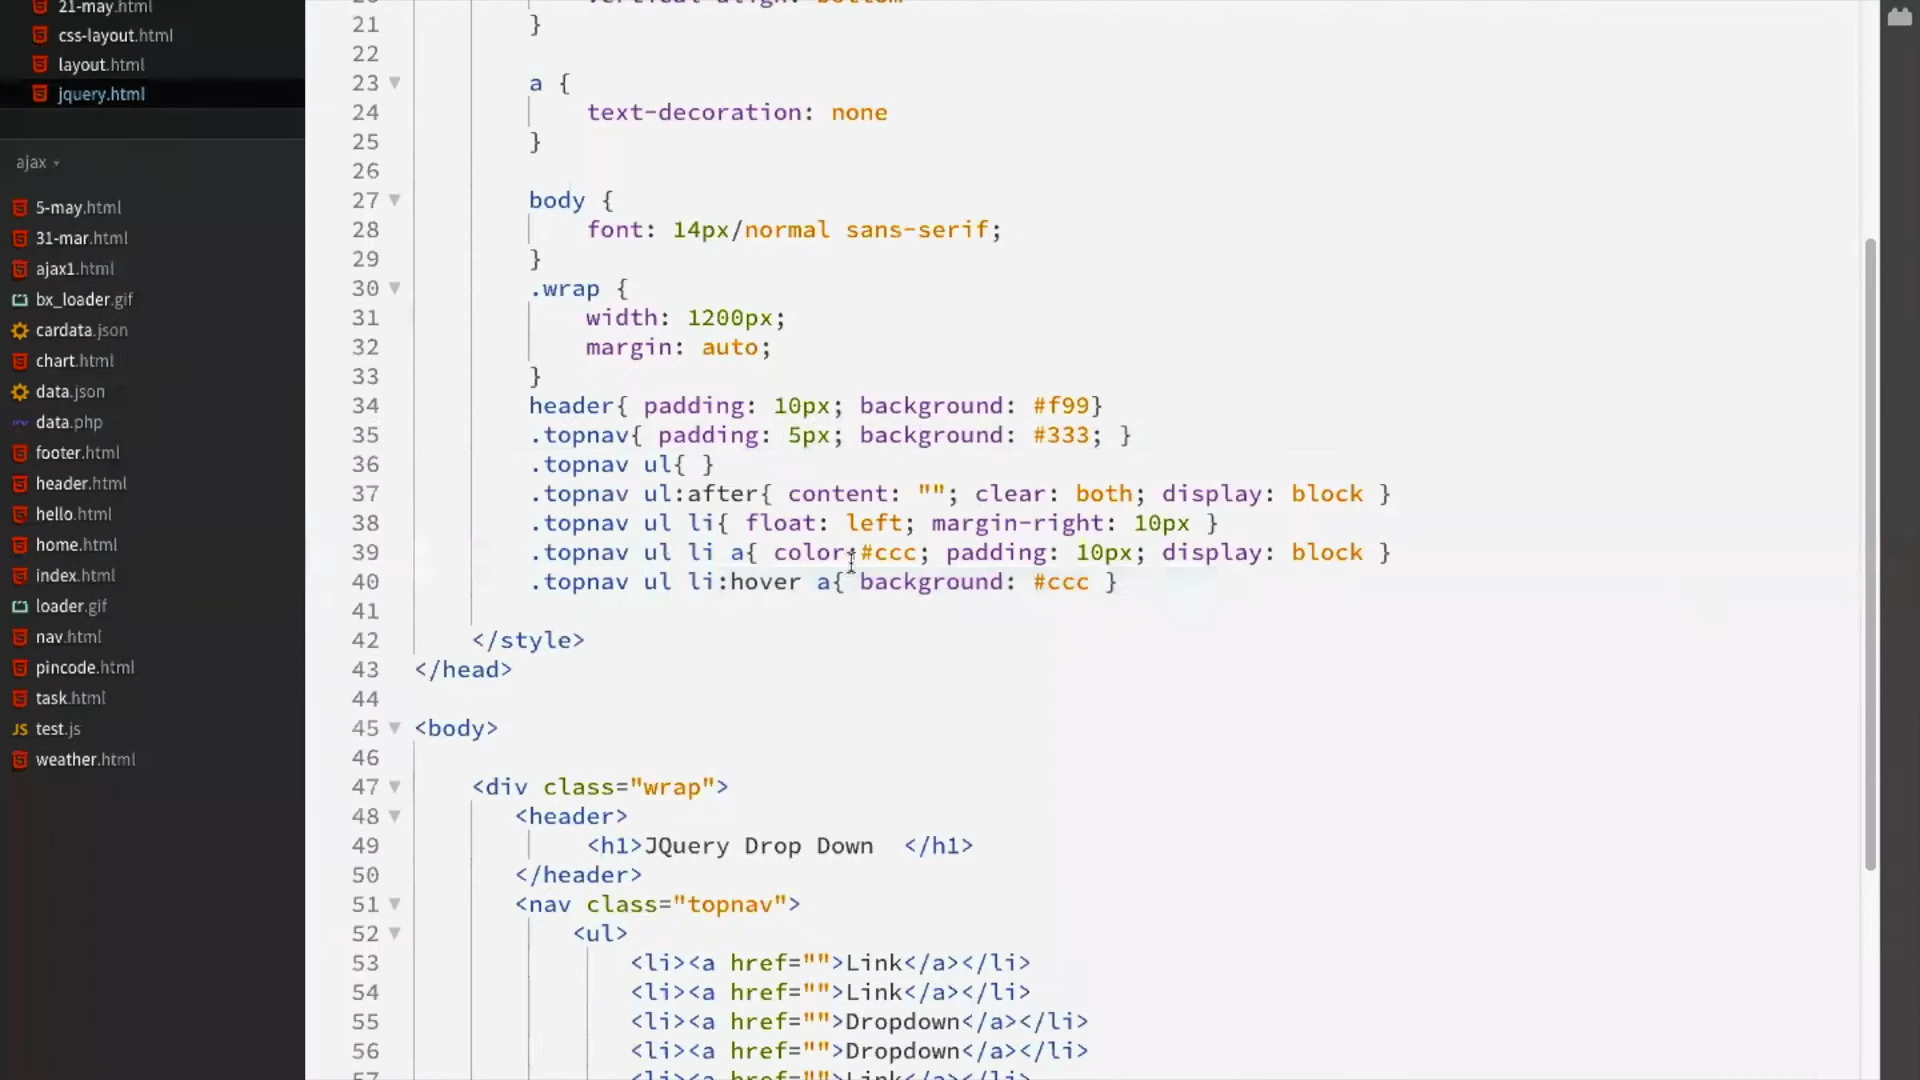 21-may.html
css-layout.html
layout.html
jquery.html
ajax
5-may.html
31-mar.html
ajax1.html
bx_loader.gif
cardata.json
chart.html
data.json
data.php
footer.html
header.html
hello.html
home.html
index.html
loader.gif
nav.html
pincode.html
task.html
JS test.js
weather.html
21 }
22
23 a {
24 text-decoration: none
25 }
26
27 body {
28 font: 14px/normal sans-serif;
29 }
30 .wrap {
31 width: 1200px;
32 margin: auto;
33 }
34 header{ padding: 10px; background: #f99}
35 .topnav{ padding: 5px; background: #333; }
36 .topnav ul{ }
37 .topnav ul:after{ content: ""; clear: both; display: block }
38 .topnav ul li{ float: left; margin-right: 10px }
39 .topnav ul li a{ color:#ccc; padding: 10px; display: block }
40 .topnav ul li:hover a{ background: #ccc }
41
42 </style>
43 </head>
44
45 <body>
46
47 <div class="wrap">
48 <header>
49 <h1>JQuery Drop Down </h1>
50 </header>
51 <nav class="topnav">
52 <ul>
53 <li><a href="">Link</a></li>
54 <li><a href="">Link</a></li>
55 <li><a href="">Dropdown</a></li>
56 <li><a href="">Dropdown</a></li>
57 <li><a href="">Link</a></li>